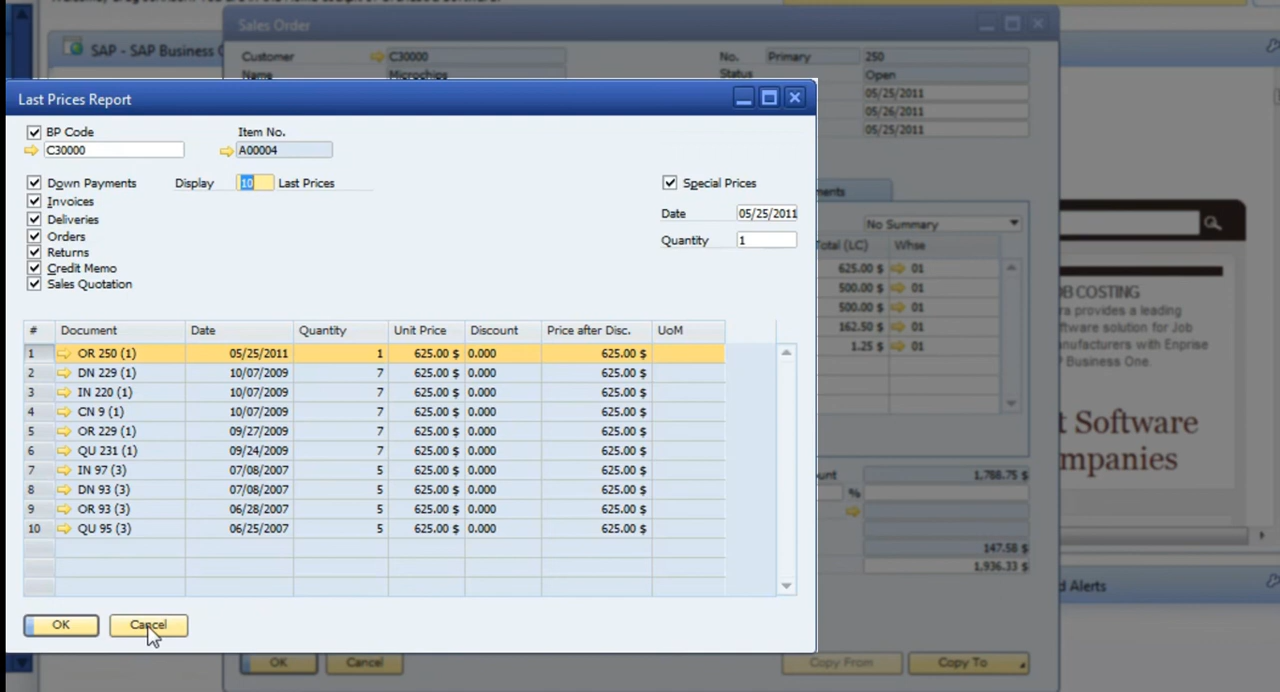 Sales Order
SAP - SAP Business
Customer C30000 No. Primary 250
Name Microchips Status Open
05/25/2011
05/26/2011
05/25/2011
Last Prices Report
BP Code Item No.
C30000 A00004
Down Payments Display 10 Last Prices Special Prices
Invoices
Deliveries Date 05/25/2011
Orders Quantity 1
Returns
Credit Memo
Sales Quotation
No Summary
Total (LC) Whse
625.00 $ 01
500.00 $ 01
500.00 $ 01
162.50 $ 01
1.25 $ 01
# Document Date Quantity Unit Price Discount Price after Disc. UoM
1 OR 250 (1) 05/25/2011 1 625.00 $ 0.000 625.00 $
2 DN 229 (1) 10/07/2009 7 625.00 $ 0.000 625.00 $
3 IN 220 (1) 10/07/2009 7 625.00 $ 0.000 625.00 $
4 CN 9 (1) 10/07/2009 7 625.00 $ 0.000 625.00 $
5 OR 229 (1) 09/27/2009 7 625.00 $ 0.000 625.00 $
6 QU 231 (1) 09/24/2009 7 625.00 $ 0.000 625.00 $
7 IN 97 (3) 07/08/2007 5 625.00 $ 0.000 625.00 $
8 DN 93 (3) 07/08/2007 5 625.00 $ 0.000 625.00 $
9 OR 93 (3) 06/28/2007 5 625.00 $ 0.000 625.00 $
10 QU 95 (3) 06/25/2007 5 625.00 $ 0.000 625.00 $
OK Cancel
%
1,788.75 $
147.58 $
1,936.33 $
OK Cancel Copy From Copy To
JOB COSTING
provides a leading
software solution for Job
manufacturers with Enprise
Business One.
Software
Alerts